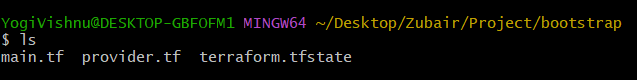 YogiVishnu@DESKTOP-GBFOFM1 MINGW64 ~/Desktop/Zubair/Project/bootstrap
$ ls
main.tf  provider.tf  terraform.tfstate